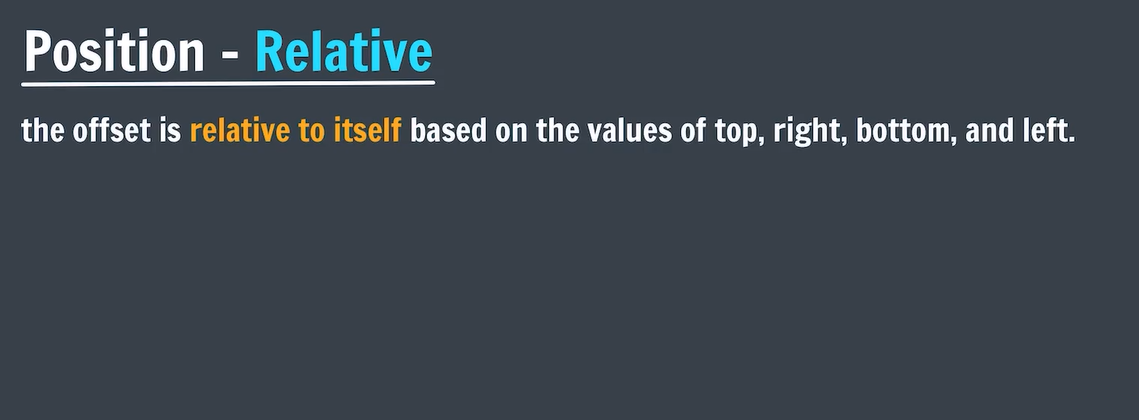 Position - Relative
the offset is relative to itself based on the values of top, right, bottom, and left.